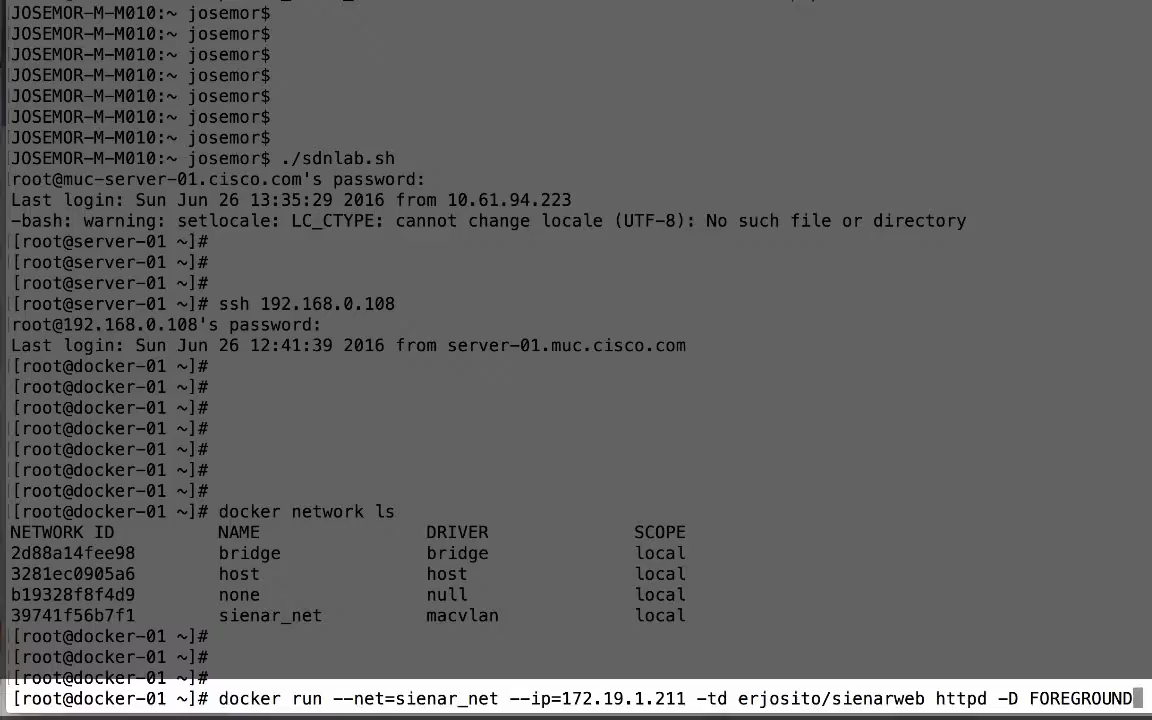 JOSEMOR-M-M010:~ josemor$
JOSEMOR-M-M010:~ josemor$
JOSEMOR-M-M010:~ josemor$
JOSEMOR-M-M010:~ josemor$
JOSEMOR-M-M010:~ josemor$
JOSEMOR-M-M010:~ josemor$
JOSEMOR-M-M010:~ josemor$
JOSEMOR-M-M010:~ josemor$ ./sdnlab.sh
root@muc-server-01.cisco.com's password:
Last login: Sun Jun 26 13:35:29 2016 from 10.61.94.223
-bash: warning: setlocale: LC_CTYPE: cannot change locale (UTF-8): No such file or directory
[root@server-01 ~]#
[root@server-01 ~]#
[root@server-01 ~]#
[root@server-01 ~]# ssh 192.168.0.108
root@192.168.0.108's password:
Last login: Sun Jun 26 12:41:39 2016 from server-01.muc.cisco.com
[root@docker-01 ~]#
[root@docker-01 ~]#
[root@docker-01 ~]#
[root@docker-01 ~]#
[root@docker-01 ~]#
[root@docker-01 ~]#
[root@docker-01 ~]#
[root@docker-01 ~]# docker network ls
NETWORK ID NAME DRIVER SCOPE
2d88a14fee98 bridge bridge local
3281ec0905a6 host host local
b19328f8f4d9 none null local
39741f56b7f1 sienar_net macvlan local
[root@docker-01 ~]#
[root@docker-01 ~]#
[root@docker-01 ~]#
[root@docker-01 ~]# docker run --net=sienar_net --ip=172.19.1.211 -td erjosito/sienarweb httpd -D FOREGROUND